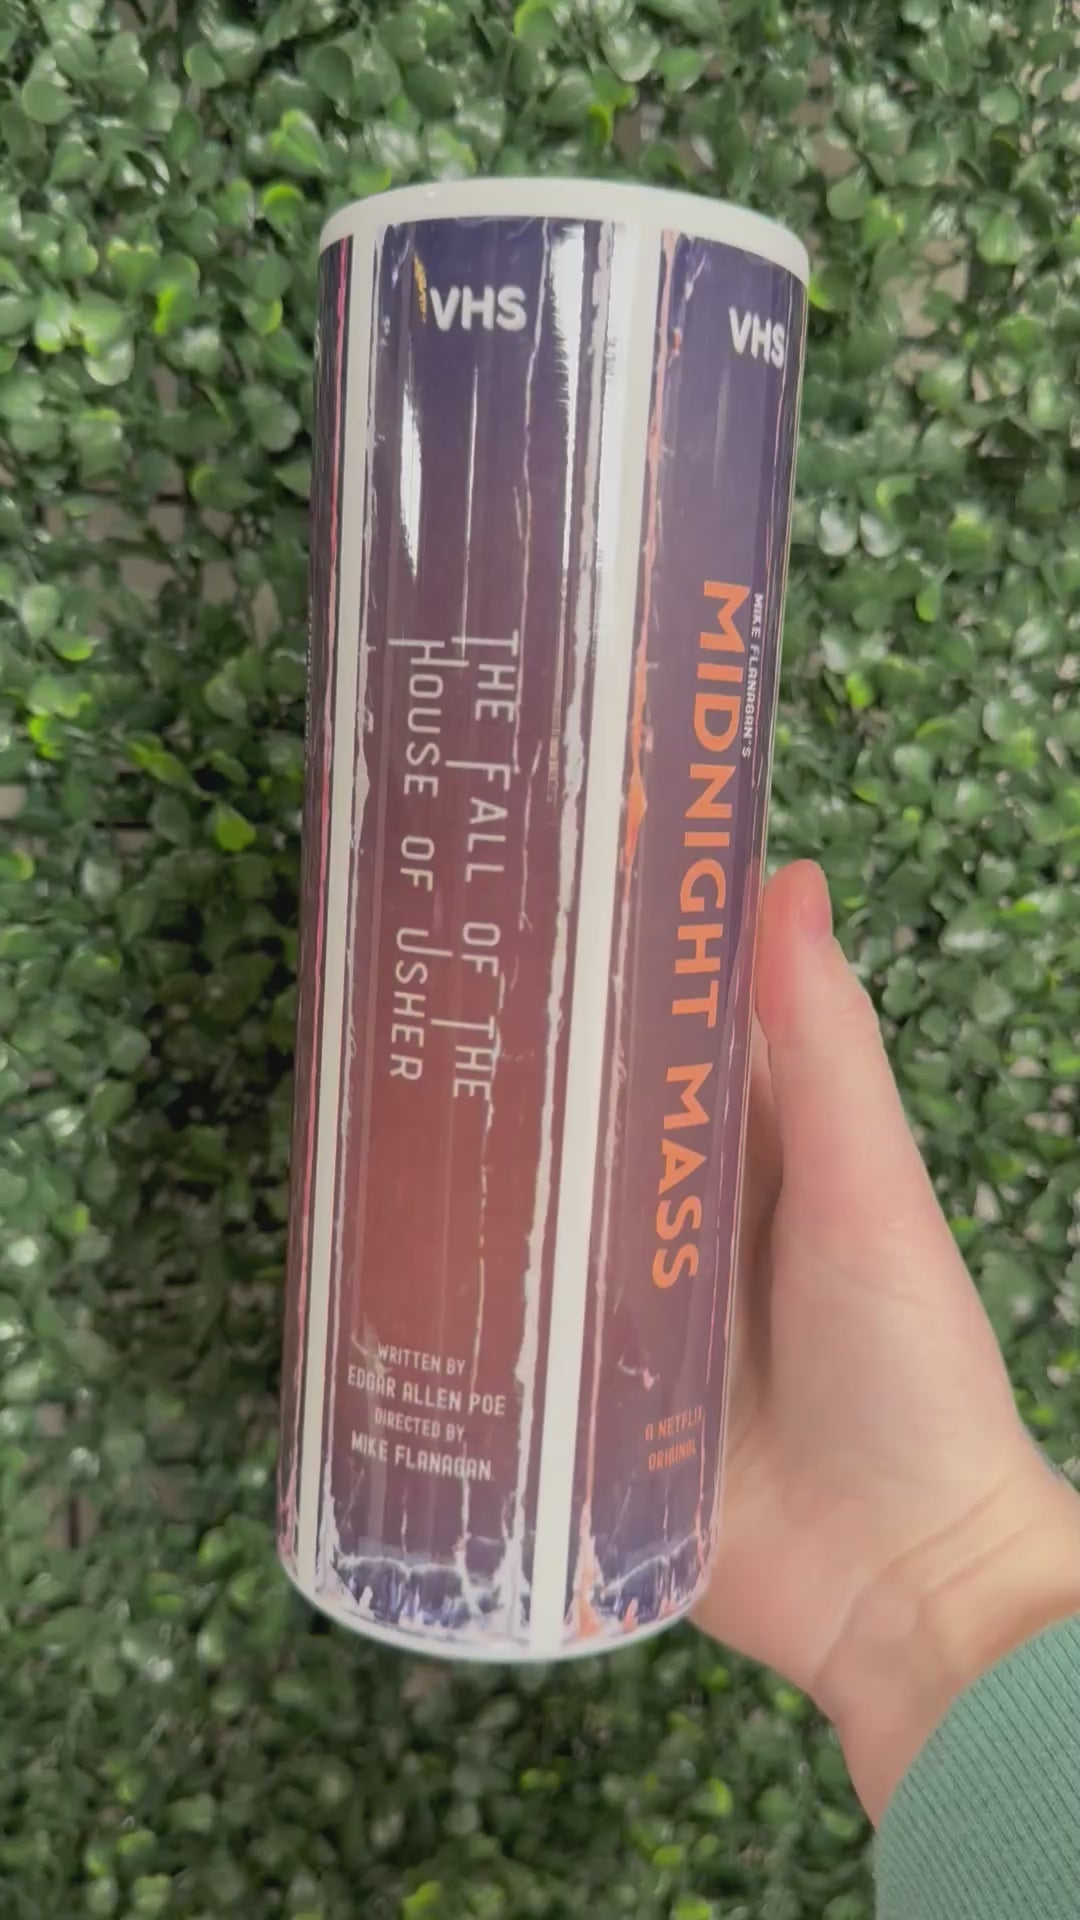 VHS
THE FALL OF THE
HOUSE OF USHER
WRITTEN BY
EDGAR ALLEN POE
DIRECTED BY
MIKE FLANAGAN
VHS
MIKE FLANAGAN'S
MIDNIGHT MASS
A NETFLIX
ORIGINAL